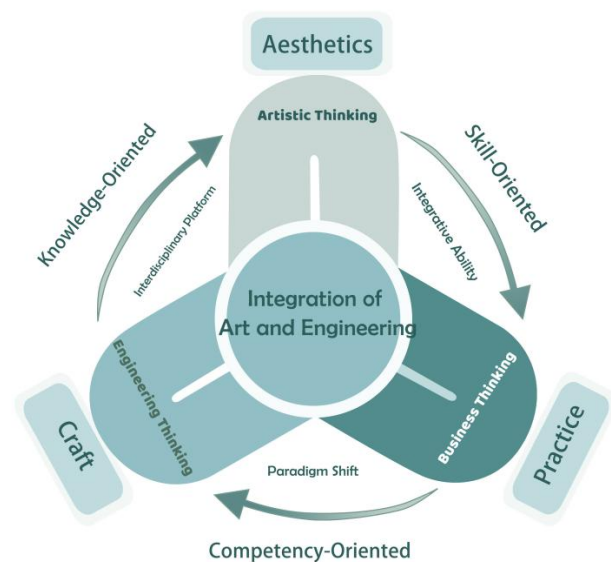 Aesthetics
Artistic Thinking
Knowledge-Oriented
Skill-Oriented
Interdisciplinary Platform
Integrative Ability
Integration of
Art and Engineering
Engineering Thinking
Business Thinking
Craft
Practice
Paradigm Shift
Competency-Oriented